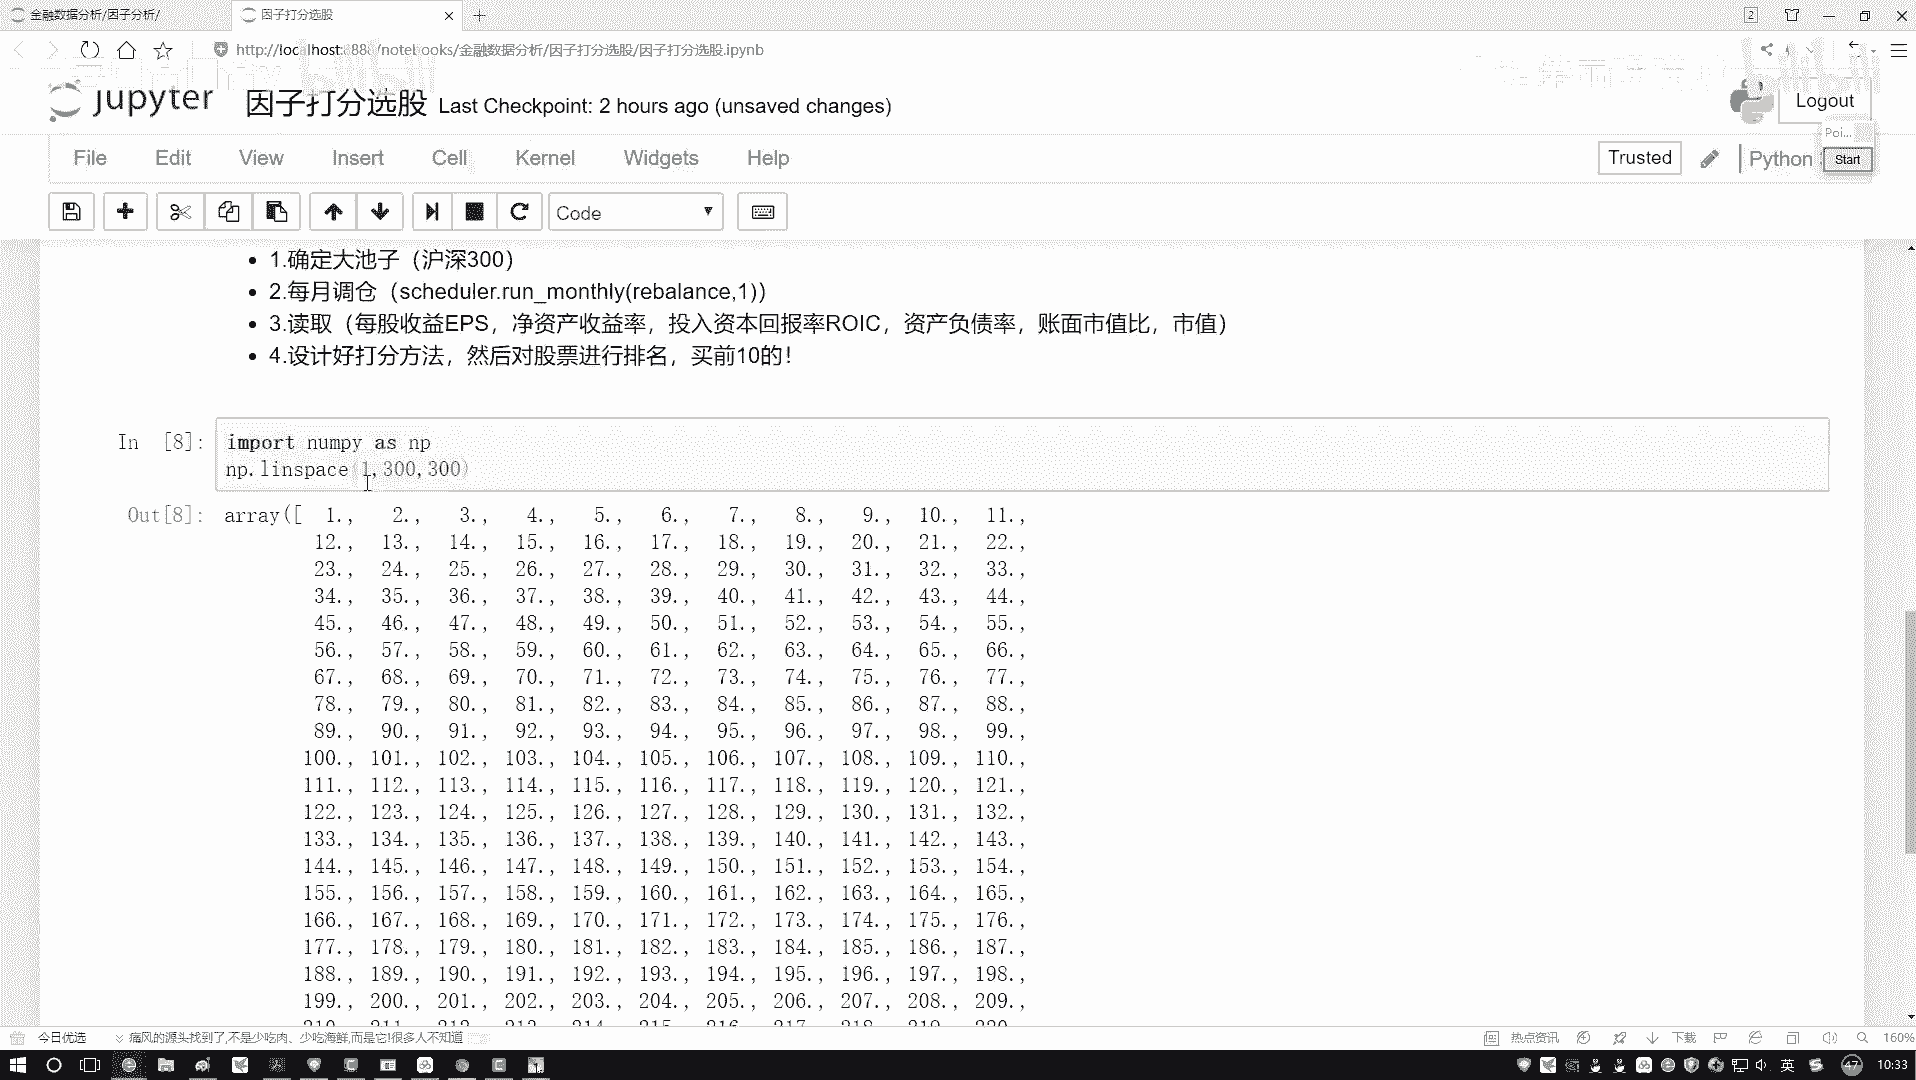 金融数据分析/因子分析/
因子打分选股
2
http://localhost:888/notebooks/金融数据分析/因子打分选股/因子打分选股.ipynb
bilibili
jupyter 因子打分选股 Last Checkpoint: 2 hours ago (unsaved changes)
Logout
Poi...
File Edit View Insert Cell Kernel Widgets Help
Trusted Python Start
Code
1.确定大池子（沪深300）
2.每月调仓（scheduler.run_monthly(rebalance,1)）
3.读取（每股收益EPS，净资产收益率，投入资本回报率ROIC，资产负债率，账面市值比，市值）
4.设计好打分方法，然后对股票进行排名，买前10的！
In [8]: import numpy as np
np.linspace(1,300,300)
Out[8]: array([ 1., 2., 3., 4., 5., 6., 7., 8., 9., 10., 11.,
12., 13., 14., 15., 16., 17., 18., 19., 20., 21., 22.,
23., 24., 25., 26., 27., 28., 29., 30., 31., 32., 33.,
34., 35., 36., 37., 38., 39., 40., 41., 42., 43., 44.,
45., 46., 47., 48., 49., 50., 51., 52., 53., 54., 55.,
56., 57., 58., 59., 60., 61., 62., 63., 64., 65., 66.,
67., 68., 69., 70., 71., 72., 73., 74., 75., 76., 77.,
78., 79., 80., 81., 82., 83., 84., 85., 86., 87., 88.,
89., 90., 91., 92., 93., 94., 95., 96., 97., 98., 99.,
100., 101., 102., 103., 104., 105., 106., 107., 108., 109., 110.,
111., 112., 113., 114., 115., 116., 117., 118., 119., 120., 121.,
122., 123., 124., 125., 126., 127., 128., 129., 130., 131., 132.,
133., 134., 135., 136., 137., 138., 139., 140., 141., 142., 143.,
144., 145., 146., 147., 148., 149., 150., 151., 152., 153., 154.,
155., 156., 157., 158., 159., 160., 161., 162., 163., 164., 165.,
166., 167., 168., 169., 170., 171., 172., 173., 174., 175., 176.,
177., 178., 179., 180., 181., 182., 183., 184., 185., 186., 187.,
188., 189., 190., 191., 192., 193., 194., 195., 196., 197., 198.,
199., 200., 201., 202., 203., 204., 205., 206., 207., 208., 209.,
210., 211., 212., 213., 214., 215., 216., 217., 218., 219., 220.,
今日优选 痛风的源头找到了,不是少吃肉、少吃海鲜,而是它!很多人不知道
热点资讯 下载 160%
英 47 10:33